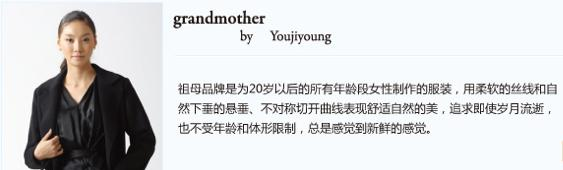 grandmother
by Youjiyoung
祖母品牌是为20岁以后的所有年龄段女性制作的服装，用柔软的丝线和自
然下垂的悬垂、不对称切开曲线表现舒适自然的美，追求即使岁月流逝，
也不受年龄和体形限制，总是感觉到新鲜的感觉。